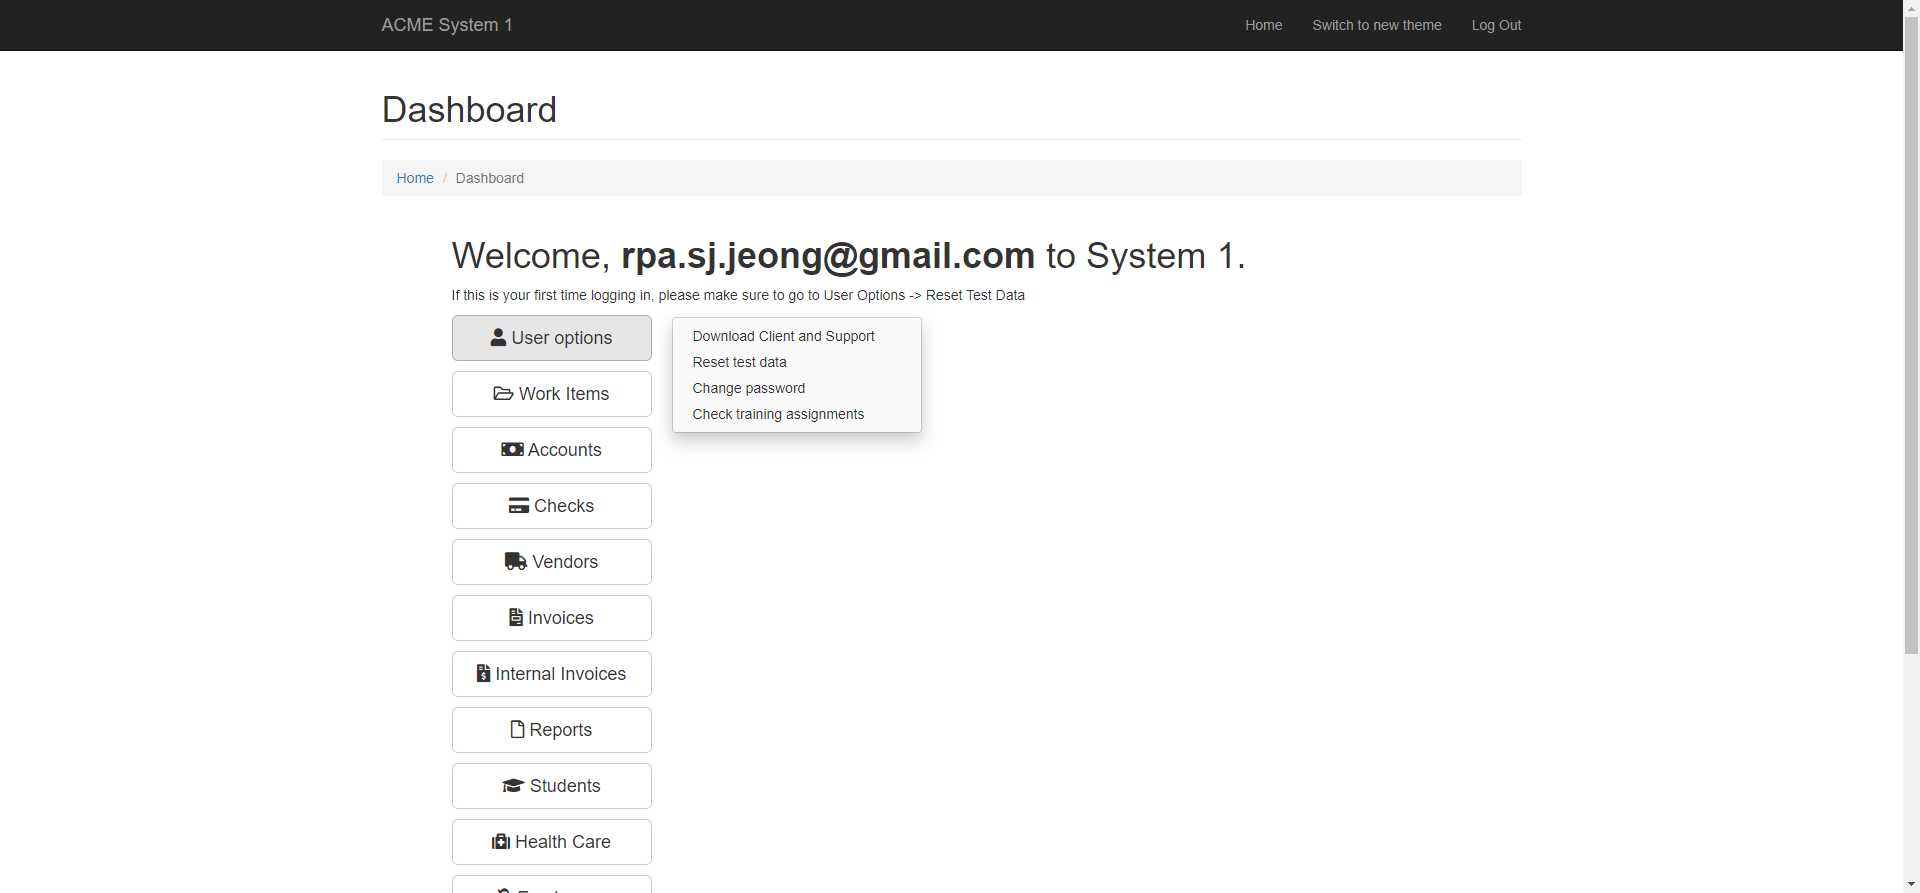 ACME System 1
Home
Switch to new theme
Log Out
Dashboard
Home / Dashboard
Welcome, rpa.sj.jeong@gmail.com to System 1.
If this is your first time logging in, please make sure to go to User Options -> Reset Test Data
User options
Download Client and Support
Reset test data
Change password
Check training assignments
Work Items
Accounts
Checks
Vendors
Invoices
Internal Invoices
Reports
Students
Health Care